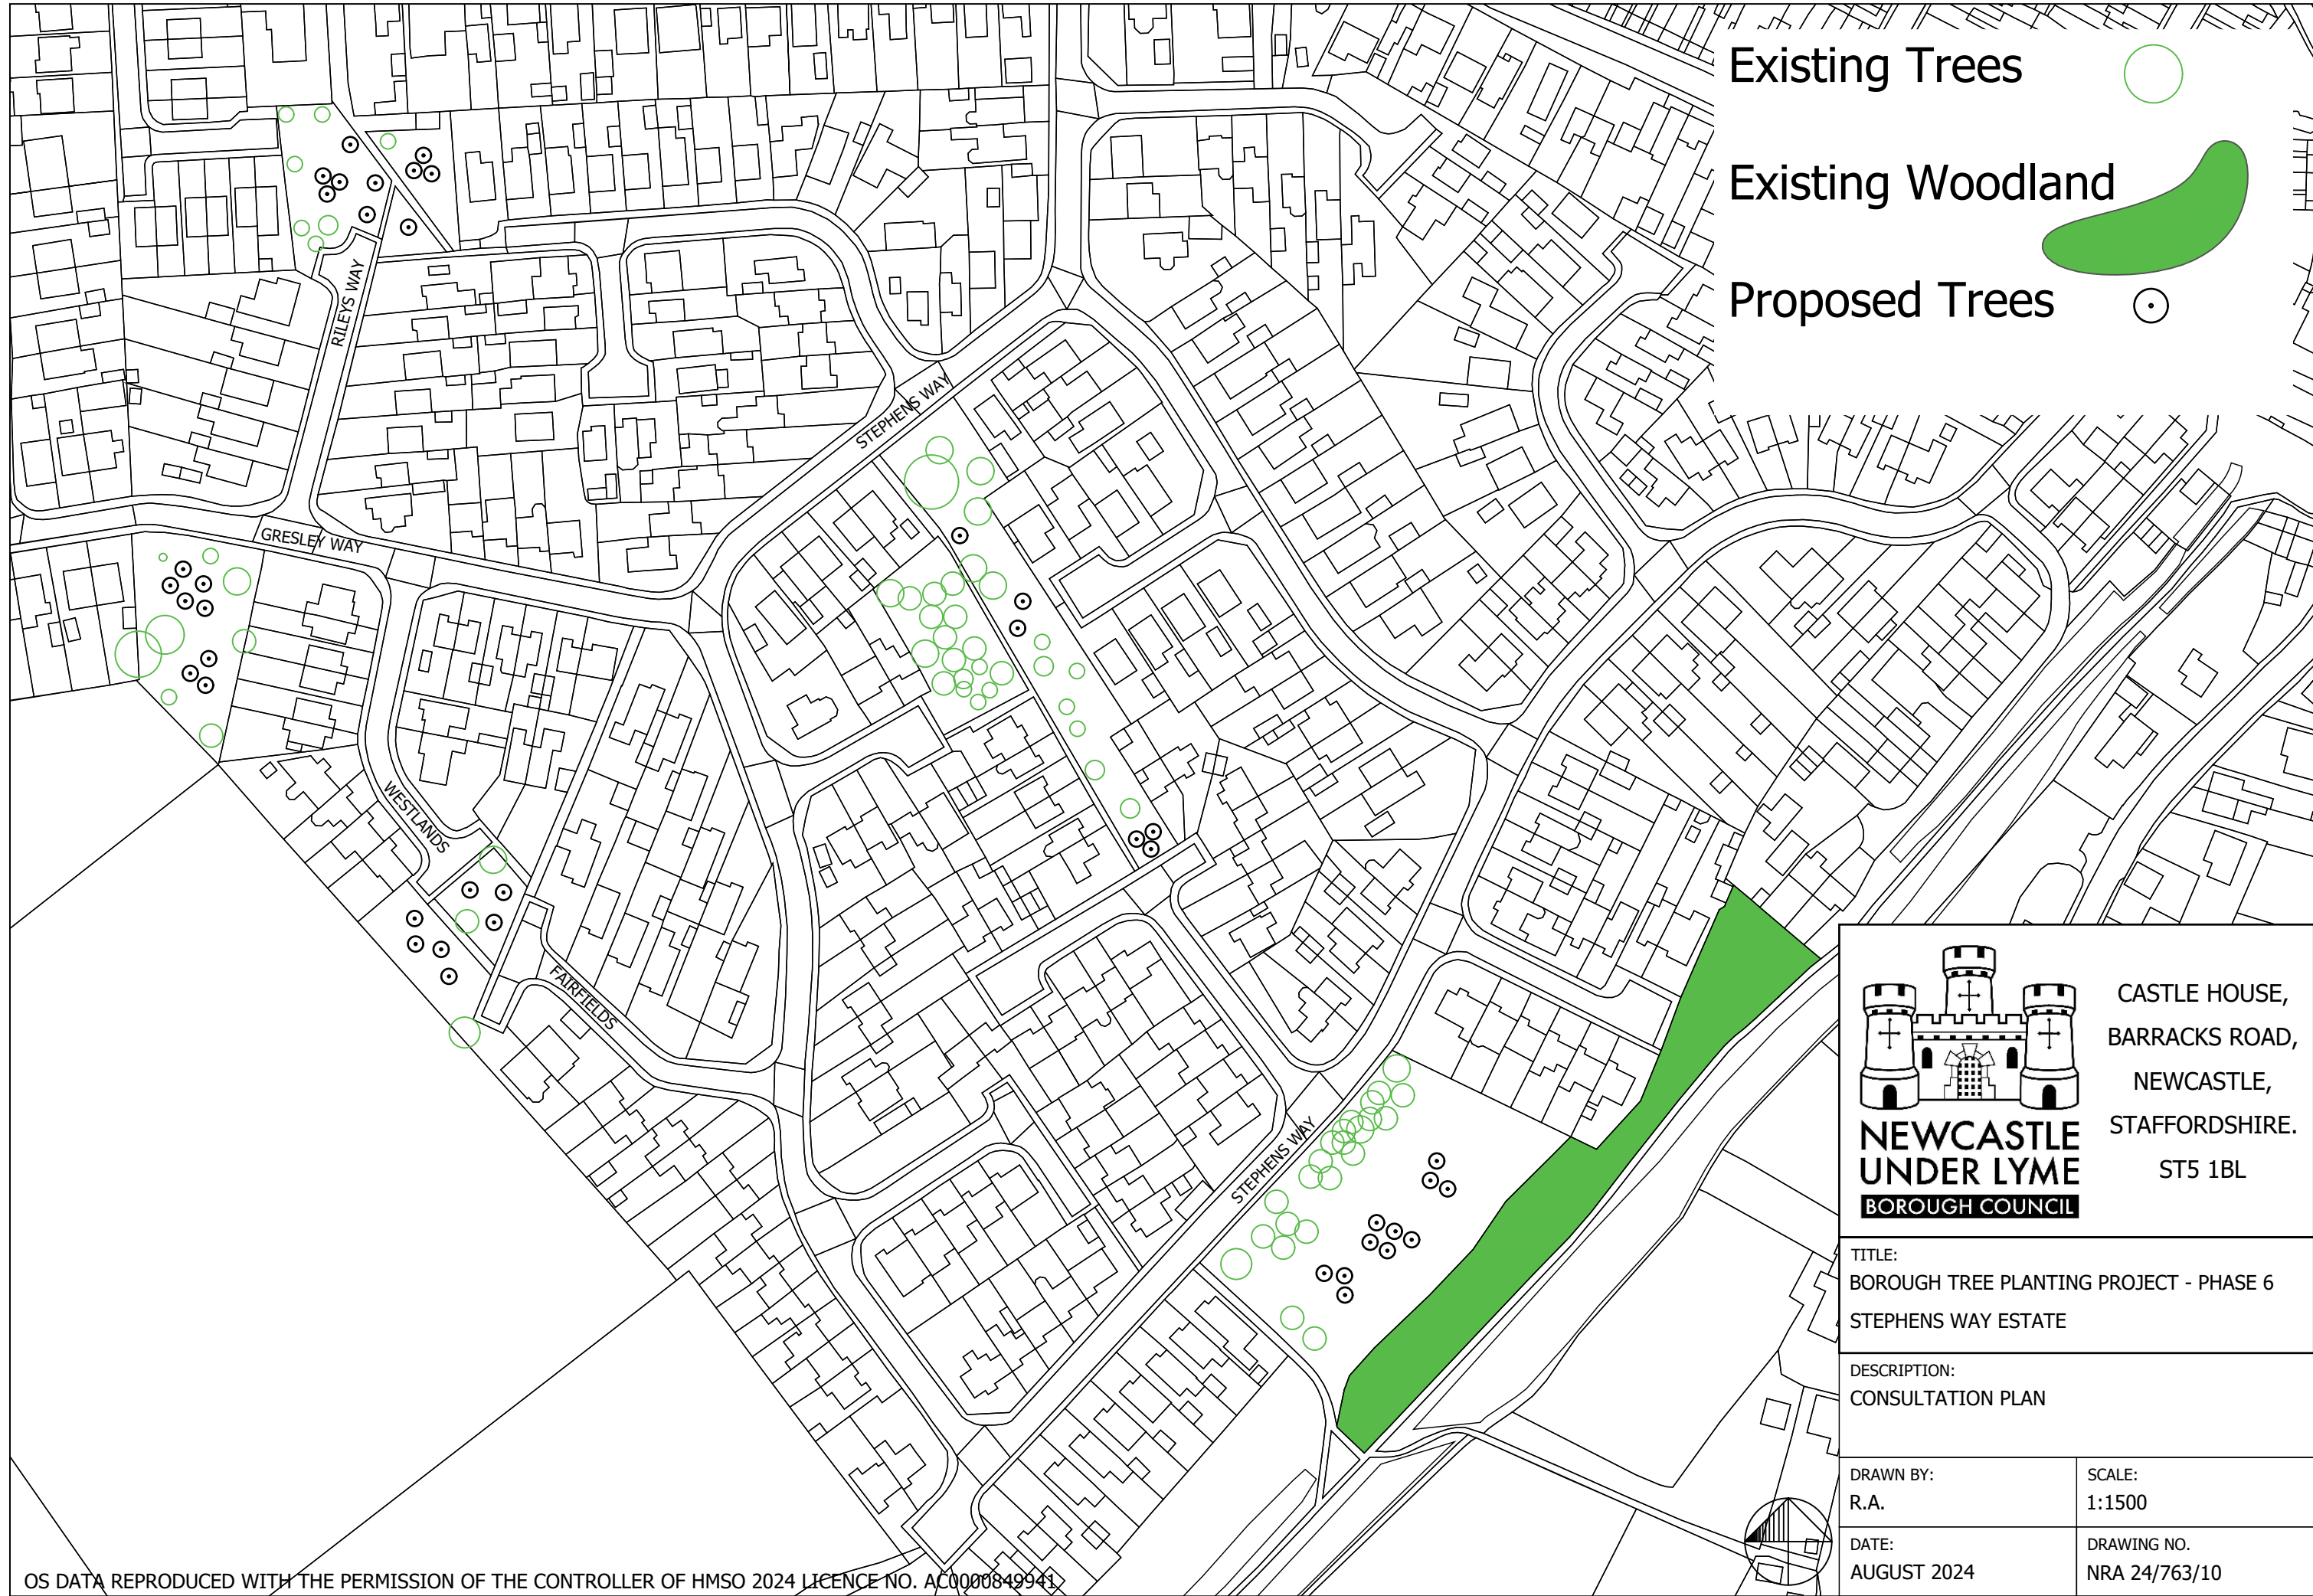 Existing Trees
Existing Woodland
Proposed Trees
RILEYS WAY
STEPHENS WAY
GRESLEY WAY
WESTLANDS
FAIRFIELDS
STEPHENS WAY
NEWCASTLE
UNDER LYME
BOROUGH COUNCIL
CASTLE HOUSE,
BARRACKS ROAD,
NEWCASTLE,
STAFFORDSHIRE.
ST5 1BL
TITLE:
BOROUGH TREE PLANTING PROJECT - PHASE 6
STEPHENS WAY ESTATE
DESCRIPTION:
CONSULTATION PLAN
DRAWN BY:
R.A.
SCALE:
1:1500
DATE:
AUGUST 2024
DRAWING NO.
NRA 24/763/10
OS DATA REPRODUCED WITH THE PERMISSION OF THE CONTROLLER OF HMSO 2024 LICENCE NO. AC0000849941